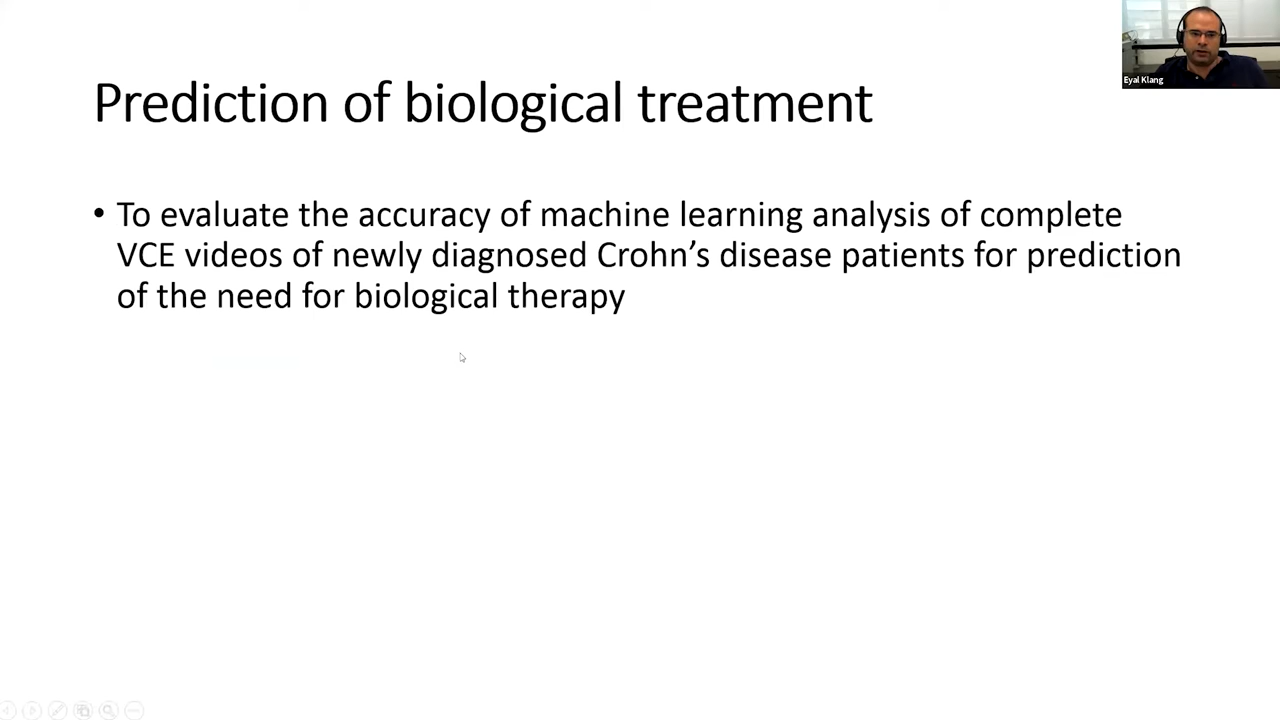 Eyal Klang
Prediction of biological treatment
• To evaluate the accuracy of machine learning analysis of complete
VCE videos of newly diagnosed Crohn’s disease patients for prediction
of the need for biological therapy